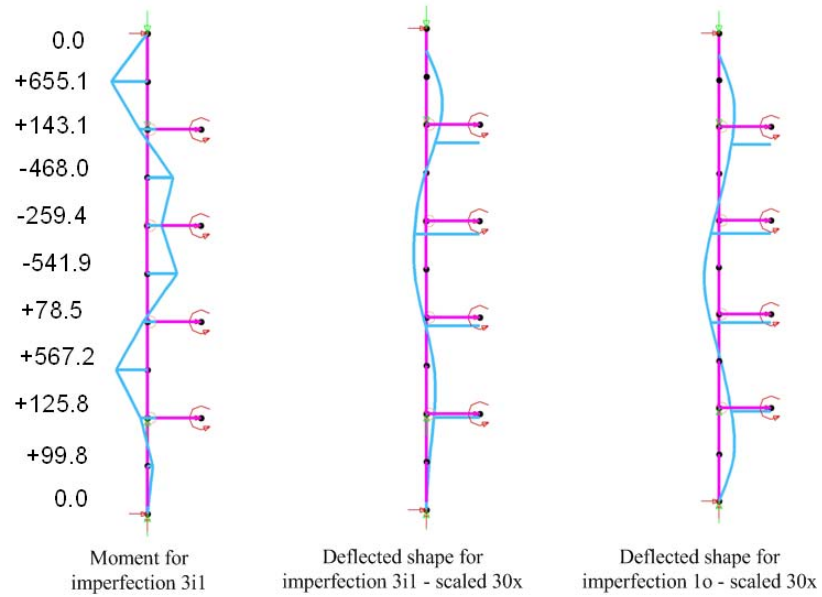 0.0
+655.1
+143.1
-468.0
-259.4
-541.9
+78.5
+567.2
+125.8
+99.8
0.0
Moment for
imperfection 3i1
Deflected shape for
imperfection 3i1 - scaled 30x
Deflected shape for
imperfection 1o - scaled 30x